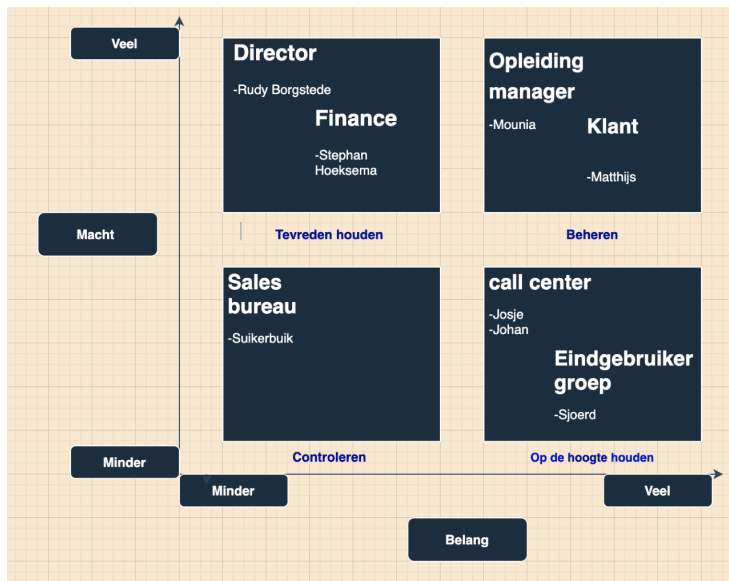 Veel
Director
-Rudy Borgstede
Finance
-Stephan
Hoeksema
Opleiding
manager
-Mounia
Klant
-Matthijs
Macht
Tevreden houden
Beheren
Sales
bureau
-Suikerbuik
call center
-Josje
-Johan
Eindgebruiker
groep
-Sjoerd
Minder
Controleren
Op de hoogte houden
Minder
Veel
Belang